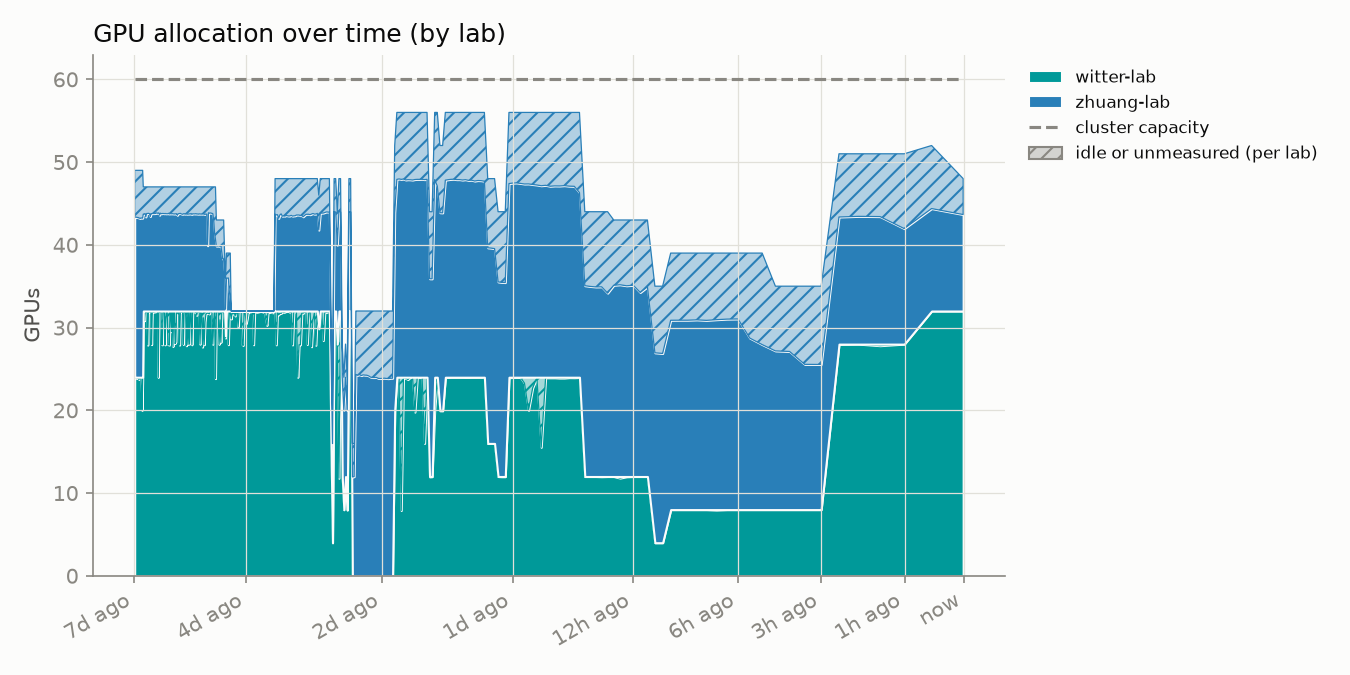 GPU allocation over time (by lab)
witter-lab
zhuang-lab
cluster capacity
idle or unmeasured (per lab)
GPUs
60
50
40
30
20
10
0
7d ago
4d ago
2d ago
1d ago
12h ago
6h ago
3h ago
1h ago
now